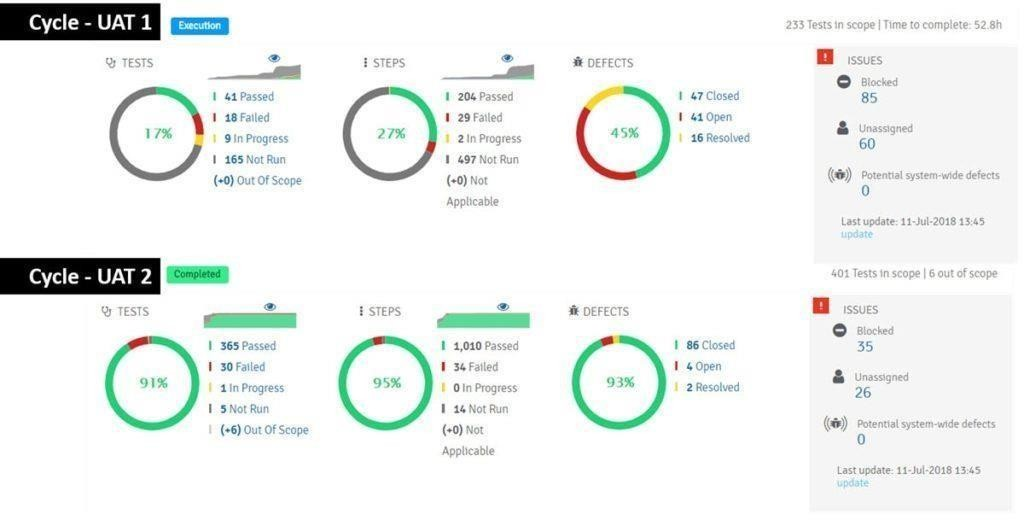 Cycle - UAT 1
Execution
233 Tests in scope | Time to complete: 52.8h
TESTS
17%
41 Passed
18 Failed
9 In Progress
165 Not Run
(+0) Out Of Scope
STEPS
27%
204 Passed
29 Failed
2 In Progress
497 Not Run
(+0) Not
Applicable
DEFECTS
45%
47 Closed
41 Open
16 Resolved
! ISSUES
Blocked
85
Unassigned
60
Potential system-wide defects
0
Last update: 11-Jul-2018 13:45
update
Cycle - UAT 2
Completed
401 Tests in scope | 6 out of scope
TESTS
91%
365 Passed
30 Failed
1 In Progress
5 Not Run
(+6) Out Of Scope
STEPS
95%
1,010 Passed
34 Failed
0 In Progress
14 Not Run
(+0) Not
Applicable
DEFECTS
93%
86 Closed
4 Open
2 Resolved
! ISSUES
Blocked
35
Unassigned
26
Potential system-wide defects
0
Last update: 11-Jul-2018 13:45
update